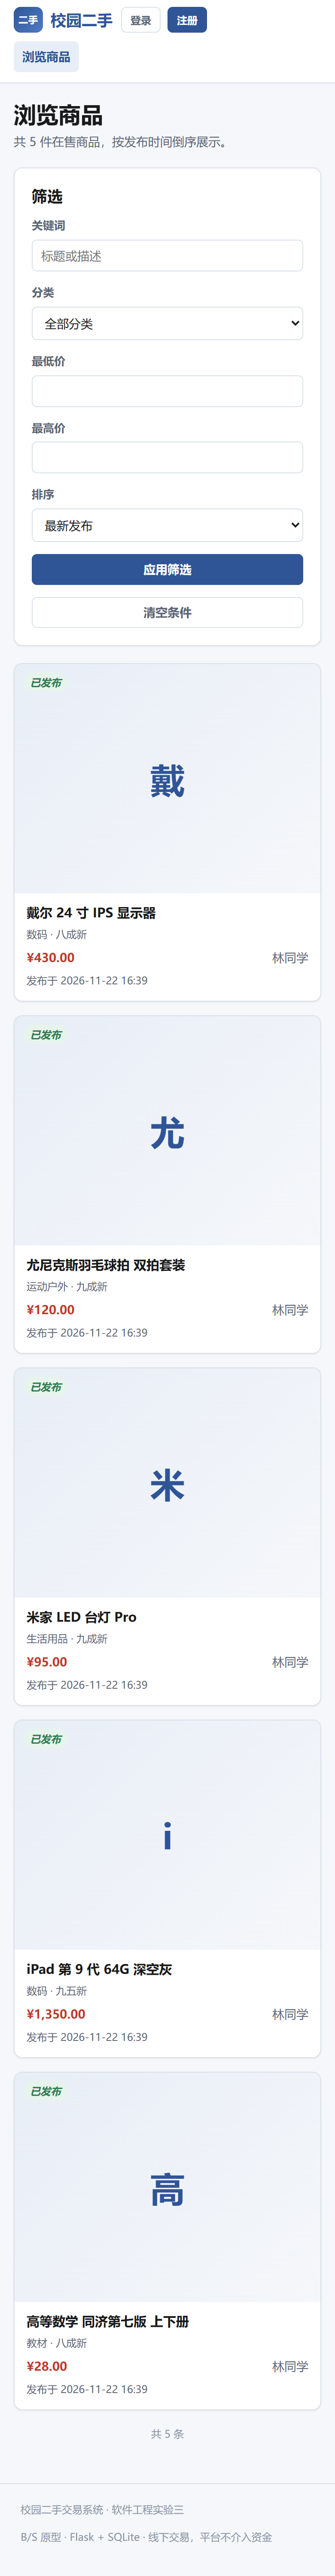 二手 校园二手 登录 注册
浏览商品
浏览商品
共 5 件在售商品，按发布时间倒序展示。
筛选
关键词
标题或描述
分类
全部分类
最低价
最高价
排序
最新发布
应用筛选
清空条件
已发布
戴
戴尔 24 寸 IPS 显示器
数码 · 八成新
¥430.00 林同学
发布于 2026-11-22 16:39
已发布
尤
尤尼克斯羽毛球拍 双拍套装
运动户外 · 九成新
¥120.00 林同学
发布于 2026-11-22 16:39
已发布
米
米家 LED 台灯 Pro
生活用品 · 九成新
¥95.00 林同学
发布于 2026-11-22 16:39
已发布
i
iPad 第 9 代 64G 深空灰
数码 · 九五新
¥1,350.00 林同学
发布于 2026-11-22 16:39
已发布
高
高等数学 同济第七版 上下册
教材 · 八成新
¥28.00 林同学
发布于 2026-11-22 16:39
共 5 条
校园二手交易系统 · 软件工程实验三
B/S 原型 · Flask + SQLite · 线下交易，平台不介入资金